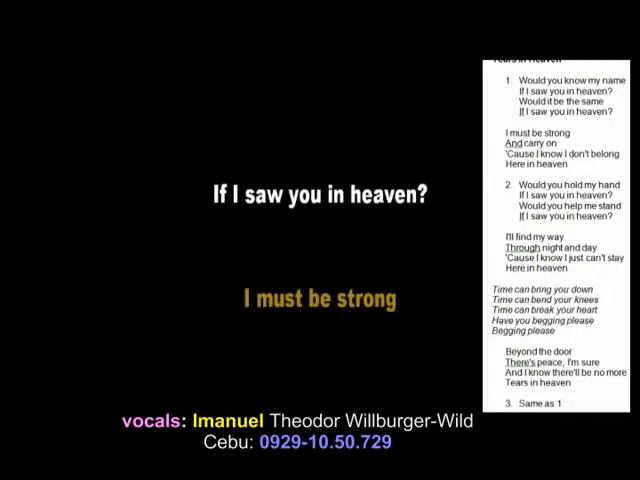 If I saw you in heaven?
I must be strong
vocals: Imanuel Theodor Willburger-Wild
Cebu: 0929-10.50.729
Tears in Heaven
1. Would you know my name
If I saw you in heaven?
Would it be the same
If I saw you in heaven?
I must be strong
And carry on
'Cause I know I don't belong
Here in heaven
2. Would you hold my hand
If I saw you in heaven?
Would you help me stand
If I saw you in heaven?
I'll find my way
Through night and day
'Cause I know I just can't stay
Here in heaven
Time can bring you down
Time can bend your knees
Time can break your heart
Have you begging please
Begging please
Beyond the door
There's peace, I'm sure
And I know there'll be no more
Tears in heaven
3. Same as 1.